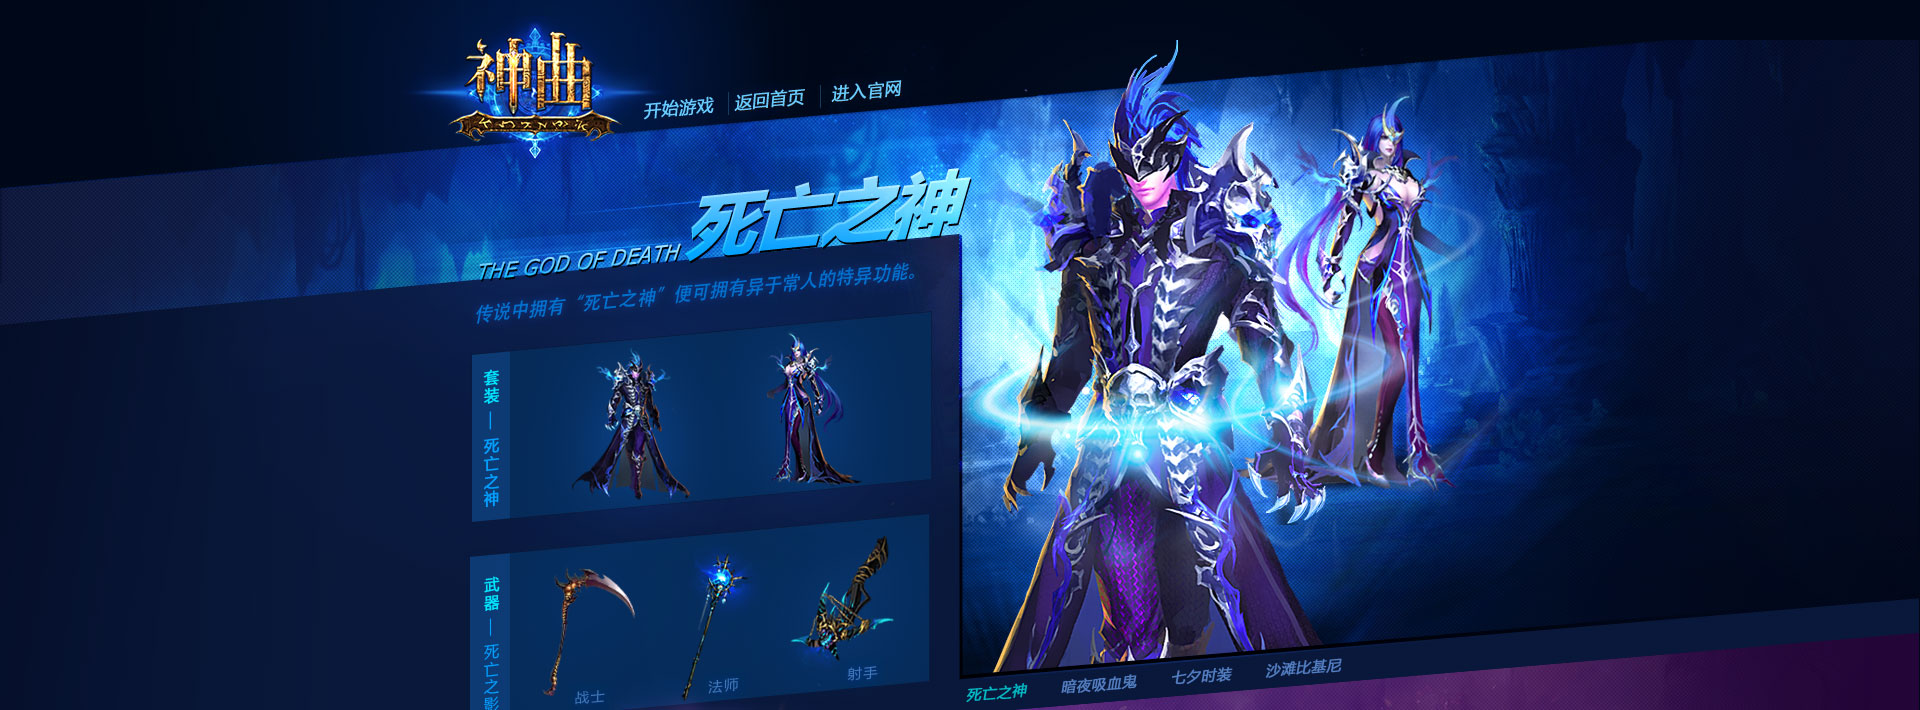 神曲
开始游戏
返回首页
进入官网
THE GOD OF DEATH 死亡之神
传说中拥有“死亡之神”便可拥有异于常人的特异功能。
套装 — 死亡之神
武器 — 死亡之影
战士
法师
射手
死亡之神
暗夜吸血鬼
七夕时装
沙滩比基尼